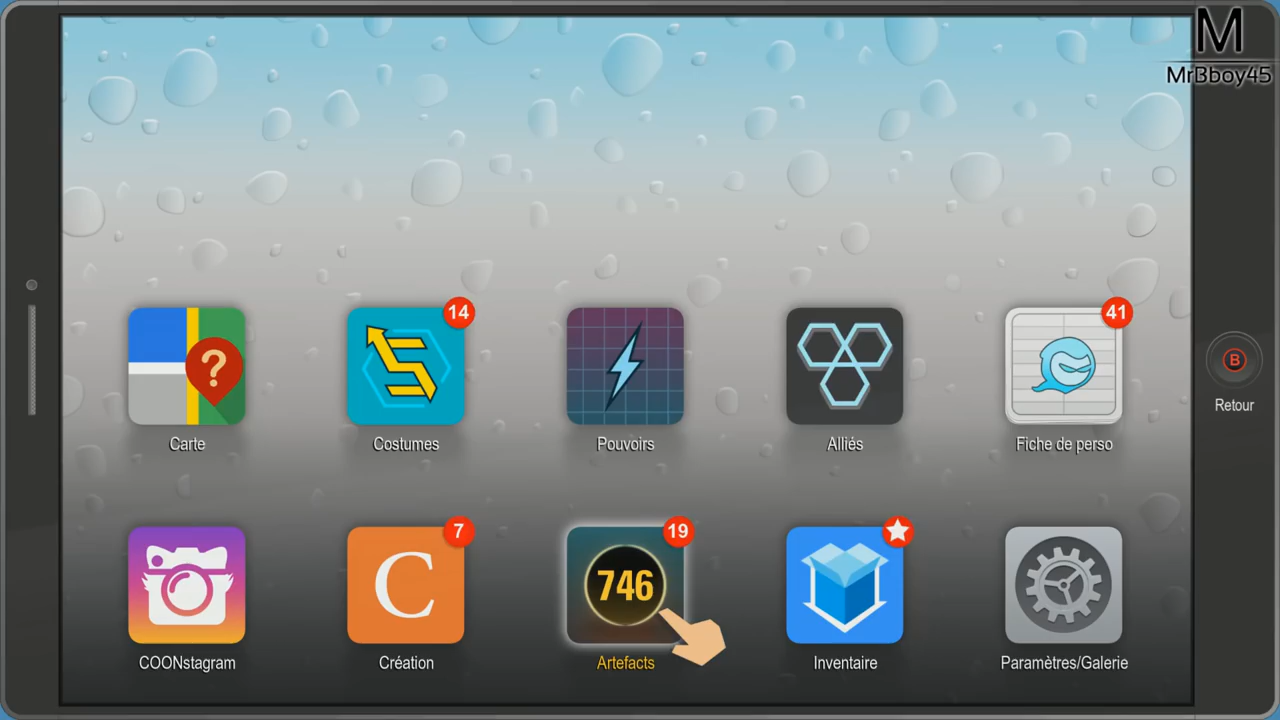 M
MrBboy45
14
41
?
B
Retour
Carte
Costumes
Pouvoirs
Alliés
Fiche de perso
7
19
C
746
COONstagram
Création
Artefacts
Inventaire
Paramètres/Galerie